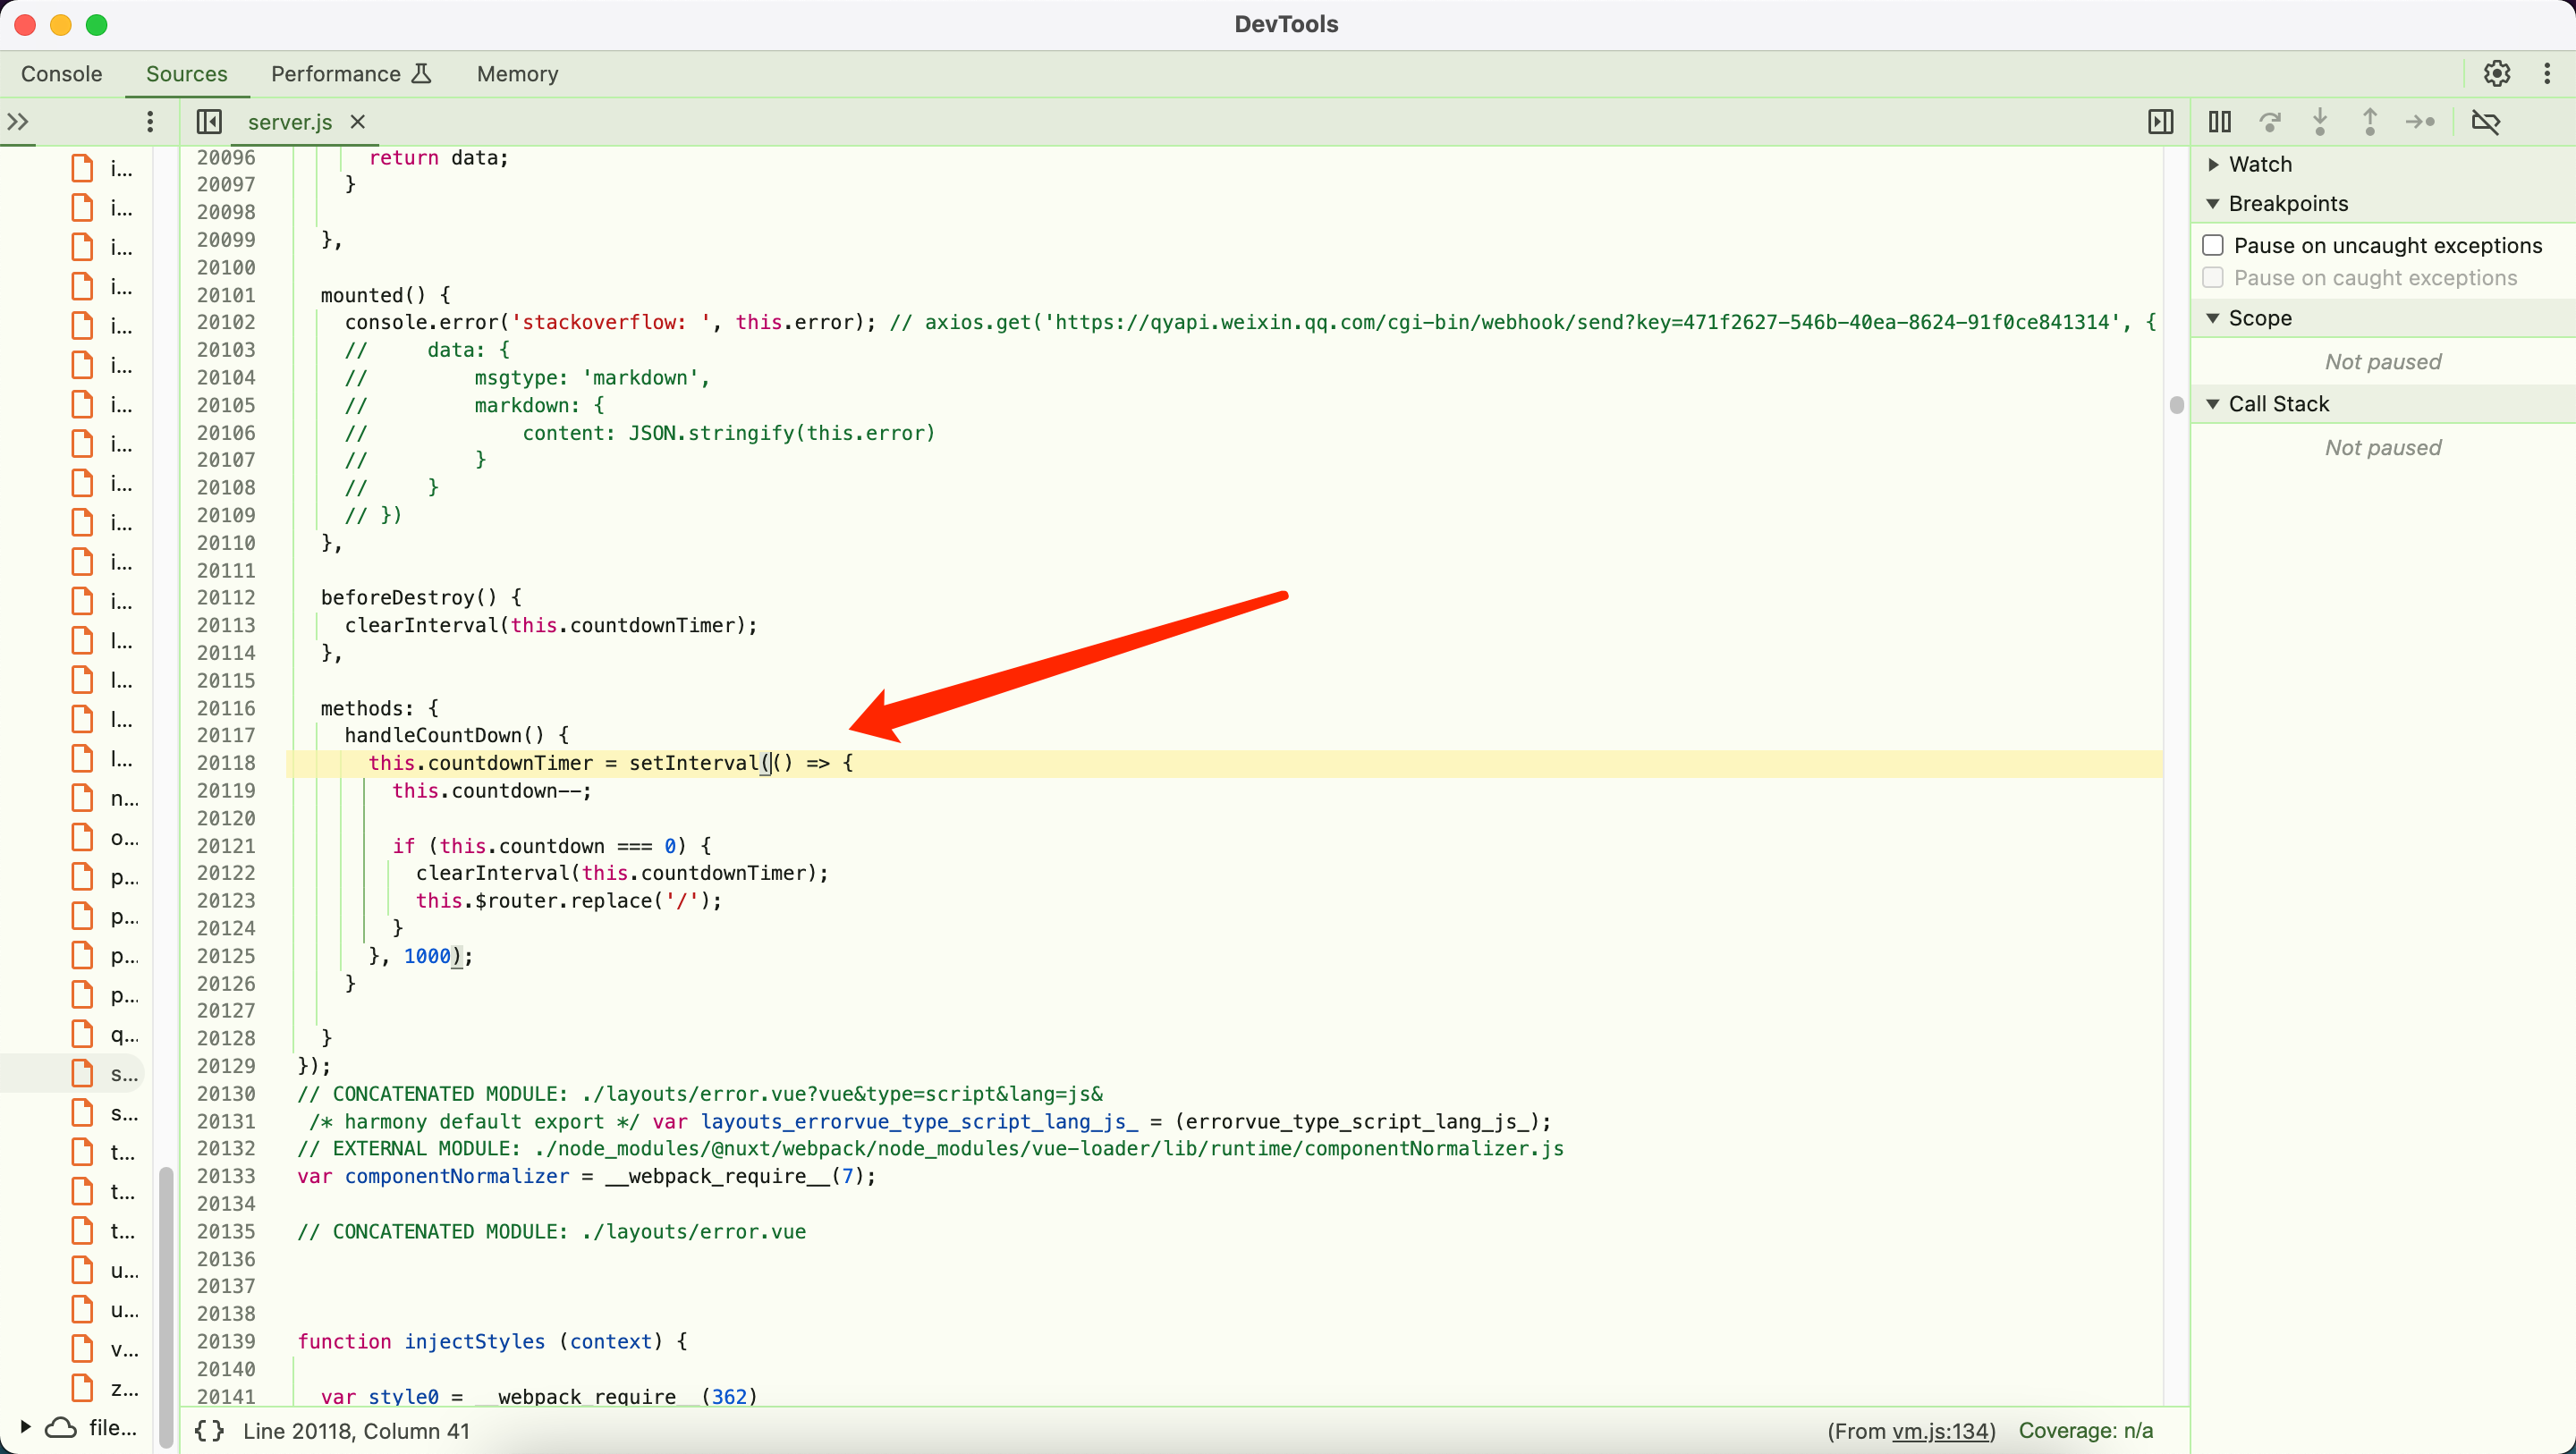 DevTools
Console Sources Performance Memory
server.js
20096 return data;
20097 }
20098
20099 },
20100
20101 mounted() {
20102 console.error('stackoverflow: ', this.error); // axios.get('https://qyapi.weixin.qq.com/cgi-bin/webhook/send?key=471f2627-546b-40ea-8624-91f0ce841314', {
20103 // data: {
20104 // msgtype: 'markdown',
20105 // markdown: {
20106 // content: JSON.stringify(this.error)
20107 // }
20108 // }
20109 // })
20110 },
20111
20112 beforeDestroy() {
20113 clearInterval(this.countdownTimer);
20114 },
20115
20116 methods: {
20117 handleCountDown() {
20118 this.countdownTimer = setInterval(() => {
20119 this.countdown--;
20120
20121 if (this.countdown === 0) {
20122 clearInterval(this.countdownTimer);
20123 this.$router.replace('/');
20124 }
20125 }, 1000);
20126 }
20127
20128 }
20129 });
20130 // CONCATENATED MODULE: ./layouts/error.vue?vue&type=script&lang=js&
20131 /* harmony default export */ var layouts_errorvue_type_script_lang_js_ = (errorvue_type_script_lang_js_);
20132 // EXTERNAL MODULE: ./node_modules/@nuxt/webpack/node_modules/vue-loader/lib/runtime/componentNormalizer.js
20133 var componentNormalizer = __webpack_require__(7);
20134
20135 // CONCATENATED MODULE: ./layouts/error.vue
20136
20137
20138
20139 function injectStyles (context) {
20140
20141 var style0 = __webpack_require__(362)
i...
i...
i...
i...
i...
i...
i...
i...
i...
i...
i...
i...
l...
l...
l...
l...
n...
o...
p...
p...
p...
p...
q...
s...
s...
t...
t...
t...
u...
u...
v...
z...
file...
Watch
Breakpoints
Pause on uncaught exceptions
Pause on caught exceptions
Scope
Not paused
Call Stack
Not paused
{} Line 20118, Column 41
(From vm.js:134) Coverage: n/a